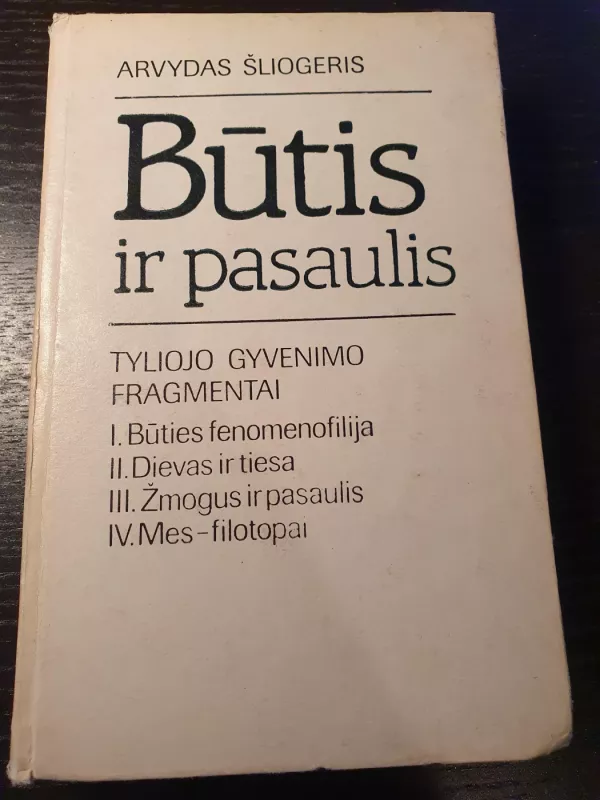 ARVYDAS ŠLIOGERIS
Būtis
ir pasaulis
TYLIOJO GYVENIMO
FRAGMENTAI
I. Būties fenomenofilija
II. Dievas ir tiesa
III. Žmogus ir pasaulis
IV. Mes – filotopai